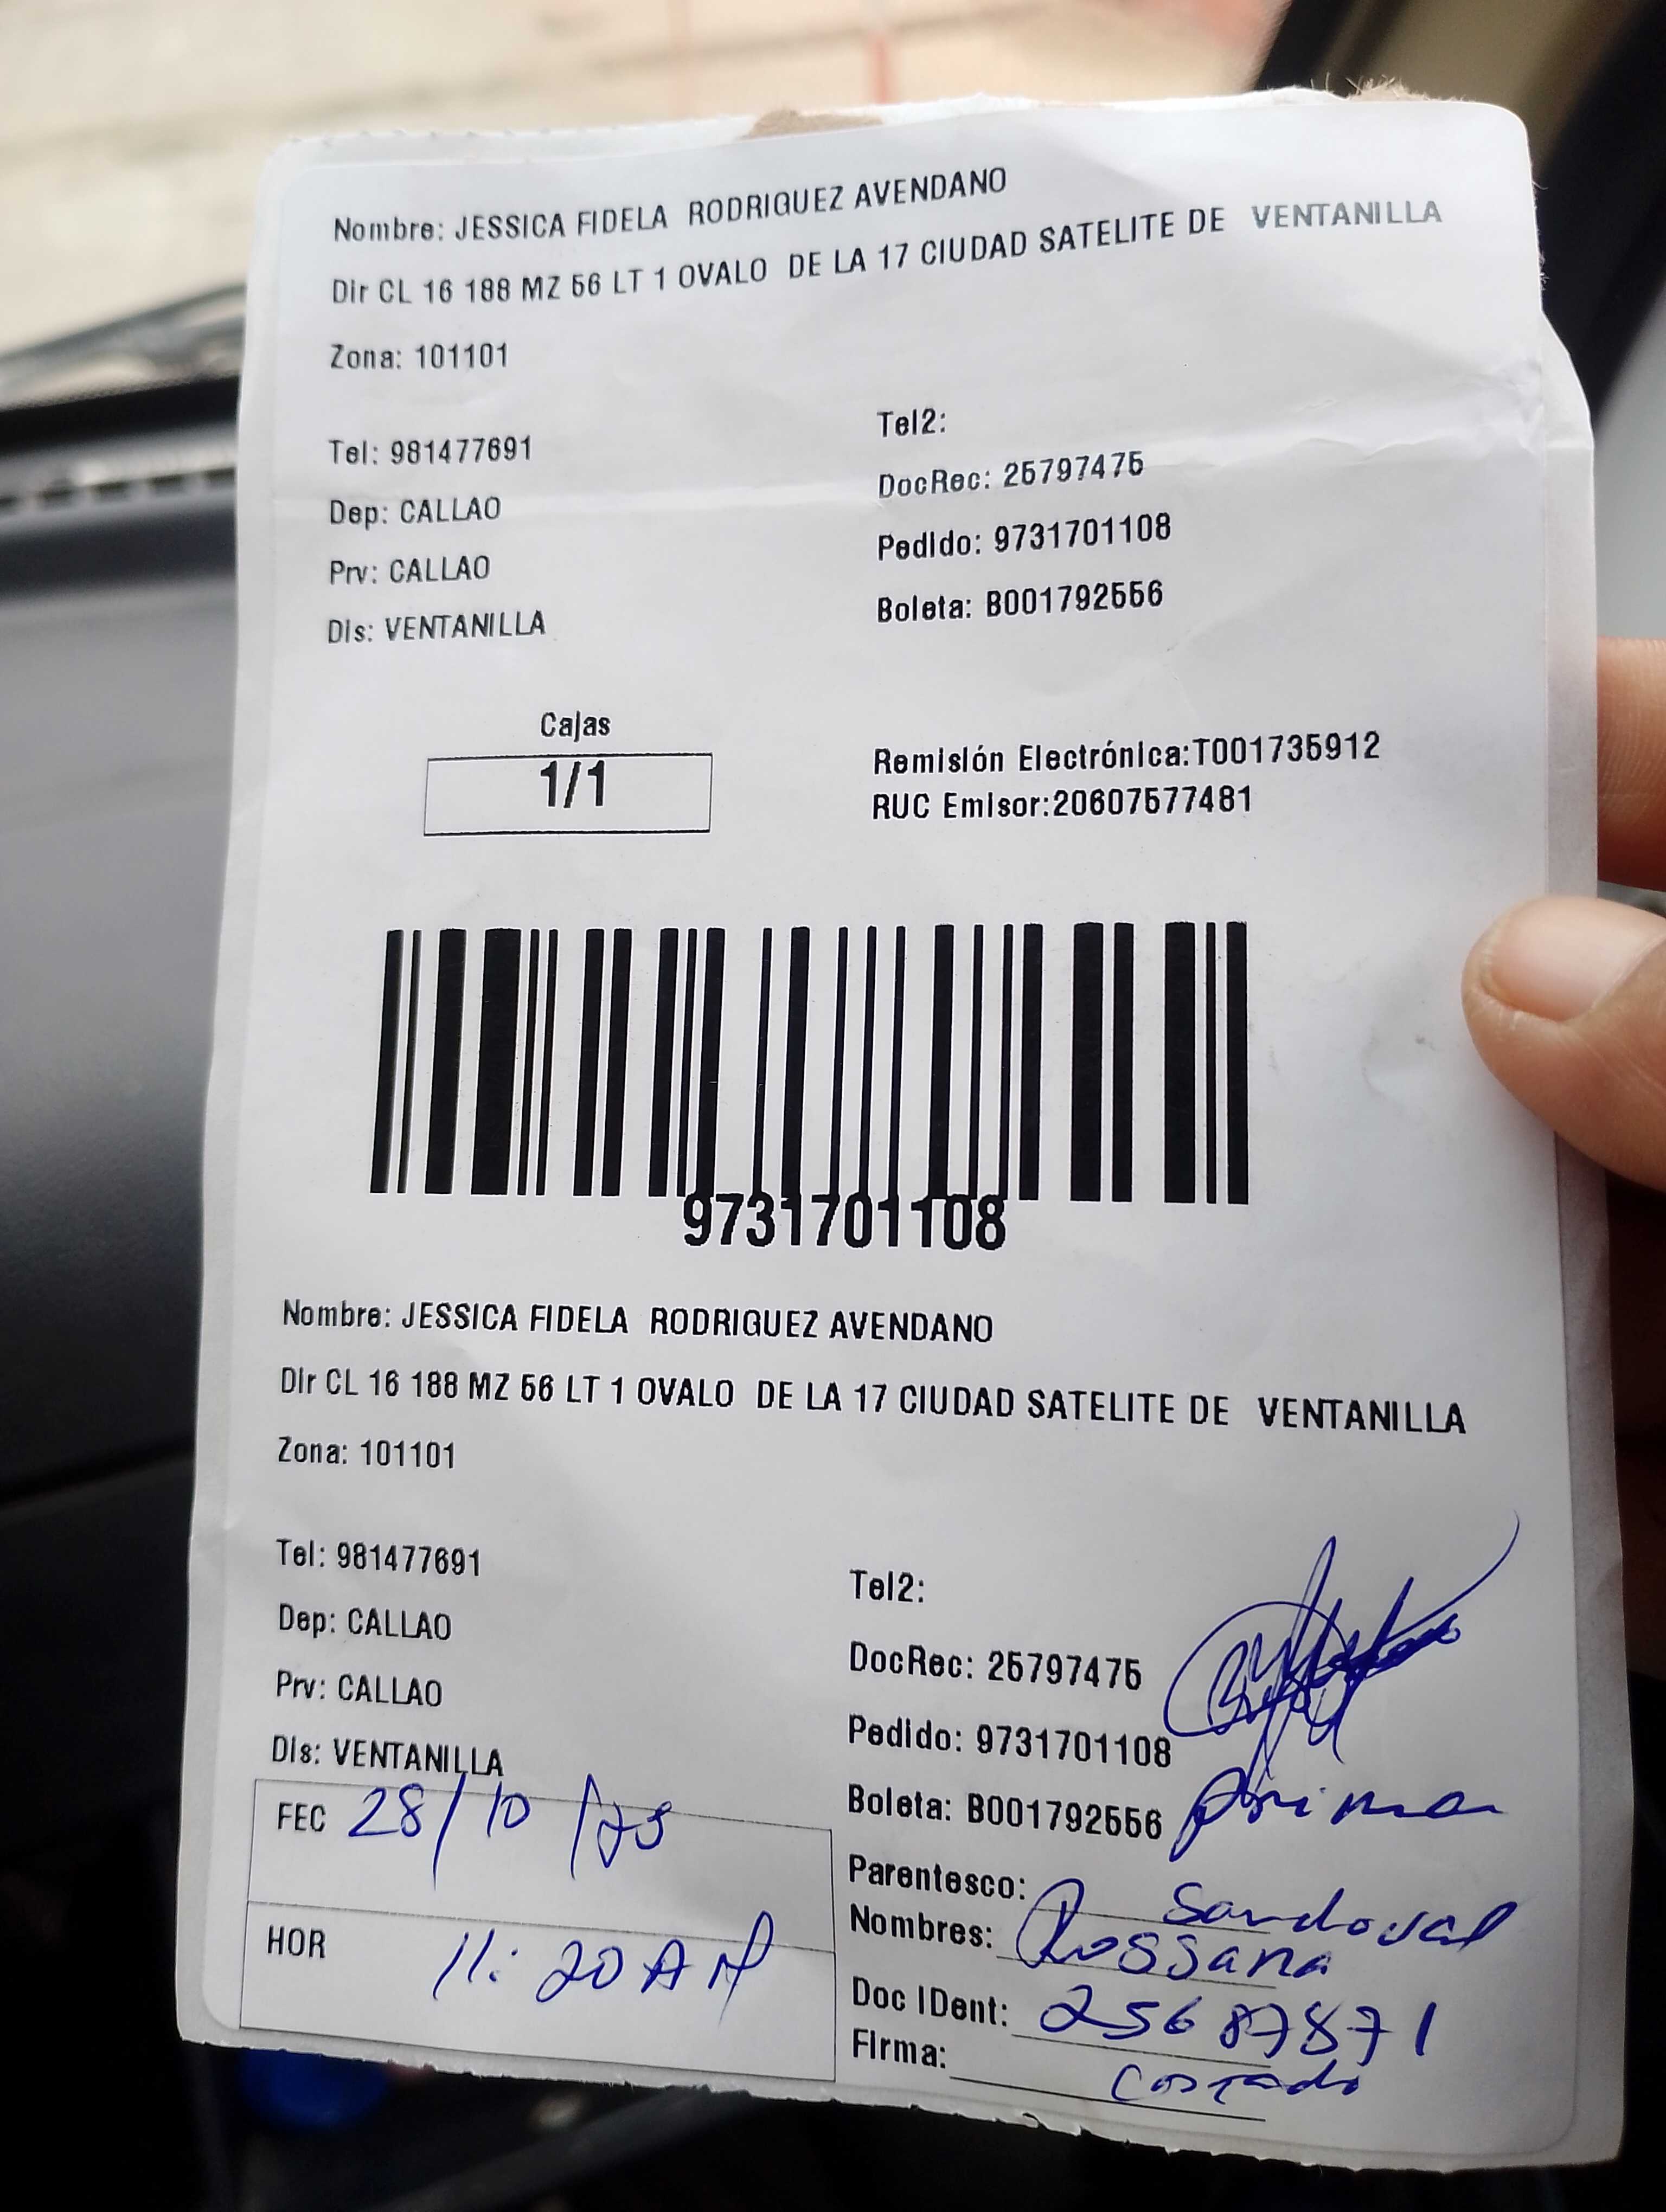 Nombre: JESSICA FIDELA RODRIGUEZ AVENDANO
Dir CL 16 188 MZ 56 LT 1 OVALO DE LA 17 CIUDAD SATELITE DE VENTANILLA
Zona: 101101
Tel: 981477691
Dep: CALLAO
Prv: CALLAO
Dis: VENTANILLA
Tel2:
DocRec: 25797475
Pedido: 9731701108
Boleta: B001792556
Cajas
1/1
Remisión Electrónica:T001735912
RUC Emisor:20607577481
9731701108
Nombre: JESSICA FIDELA RODRIGUEZ AVENDANO
Dir CL 16 188 MZ 56 LT 1 OVALO DE LA 17 CIUDAD SATELITE DE VENTANILLA
Zona: 101101
Tel: 981477691
Dep: CALLAO
Prv: CALLAO
Dis: VENTANILLA
Tel2:
DocRec: 25797475
Pedido: 9731701108
Boleta: B001792556
FEC 28/10/25
HOR 11:20 AM
Parentesco: prima
Sandoval
Nombres: Rossana
Doc IDent: 25687871
Firma: Costado